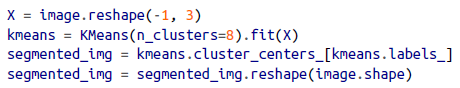 X = image.reshape(-1, 3)
kmeans = KMeans(n_clusters=8).fit(X)
segmented_img = kmeans.cluster_centers_[kmeans.labels_]
segmented_img = segmented_img.reshape(image.shape)